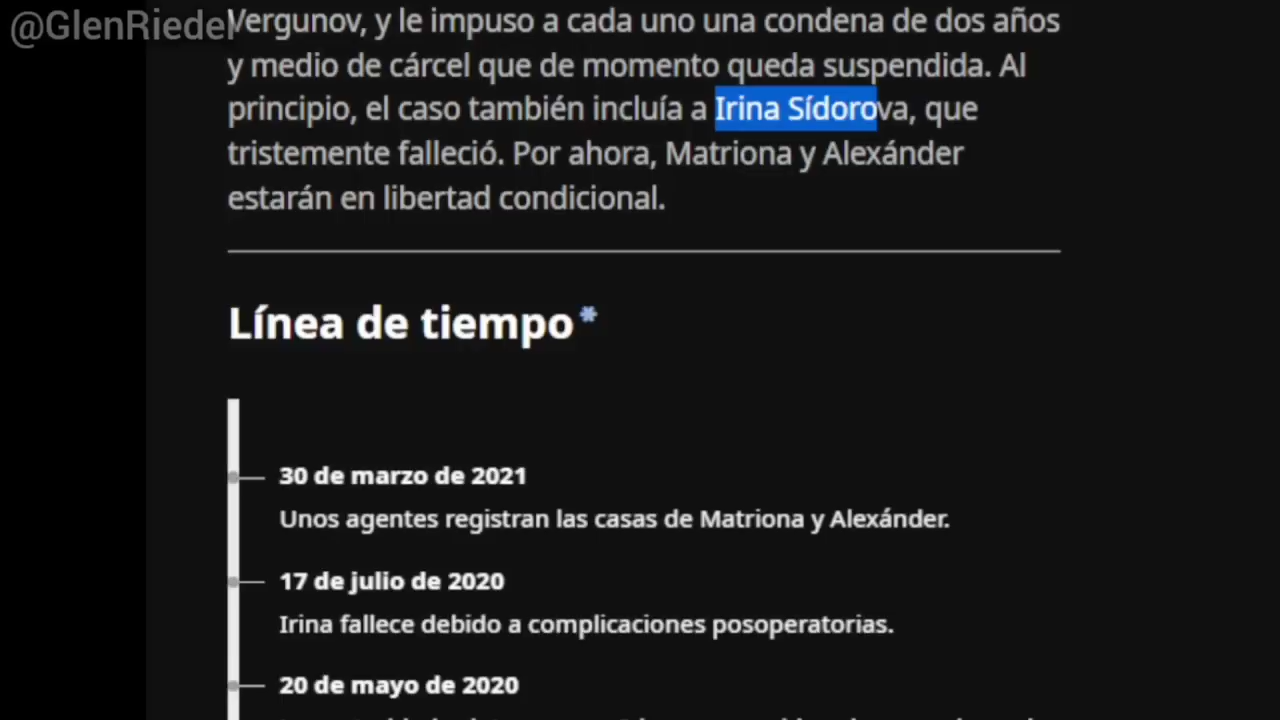 @GlenRiedel
Vergunov, y le impuso a cada uno una condena de dos años
y medio de cárcel que de momento queda suspendida. Al
principio, el caso también incluía a Irina Sídorova, que
tristemente falleció. Por ahora, Matriona y Alexánder
estarán en libertad condicional.
Línea de tiempo*
30 de marzo de 2021
Unos agentes registran las casas de Matriona y Alexánder.
17 de julio de 2020
Irina fallece debido a complicaciones posoperatorias.
20 de mayo de 2020